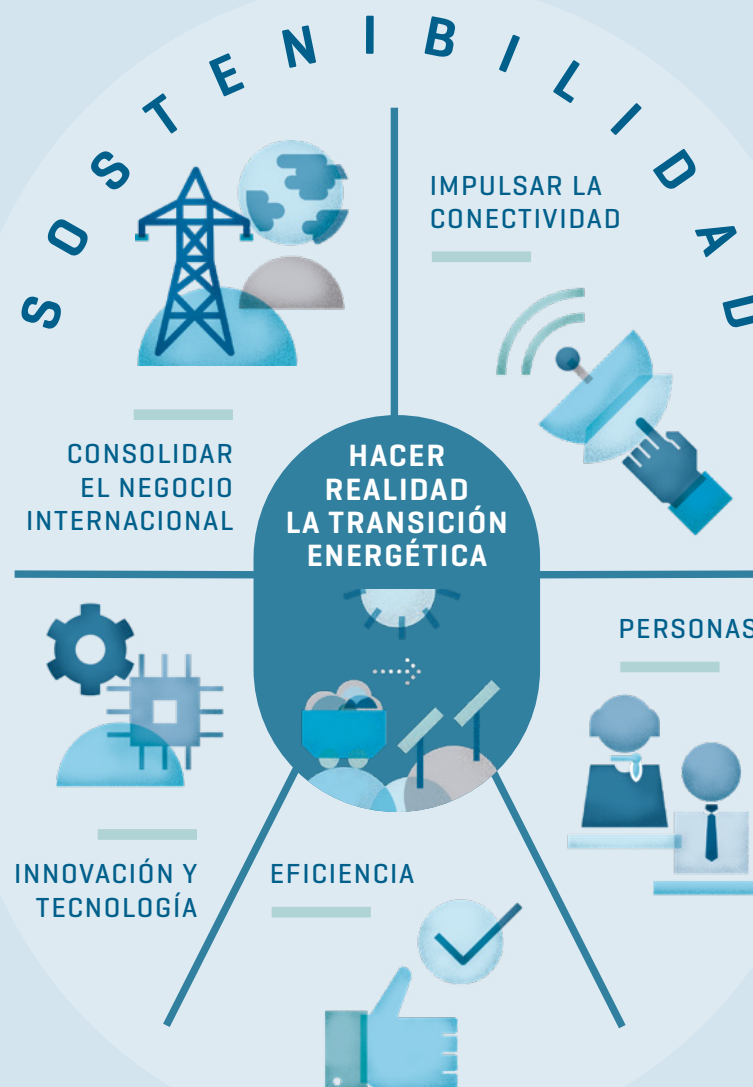 SOSTENIBILIDAD
IMPULSAR LA
CONECTIVIDAD
CONSOLIDAR
EL NEGOCIO
INTERNACIONAL
HACER
REALIDAD
LA TRANSICIÓN
ENERGÉTICA
PERSONAS
INNOVACIÓN Y
TECNOLOGÍA
EFICIENCIA